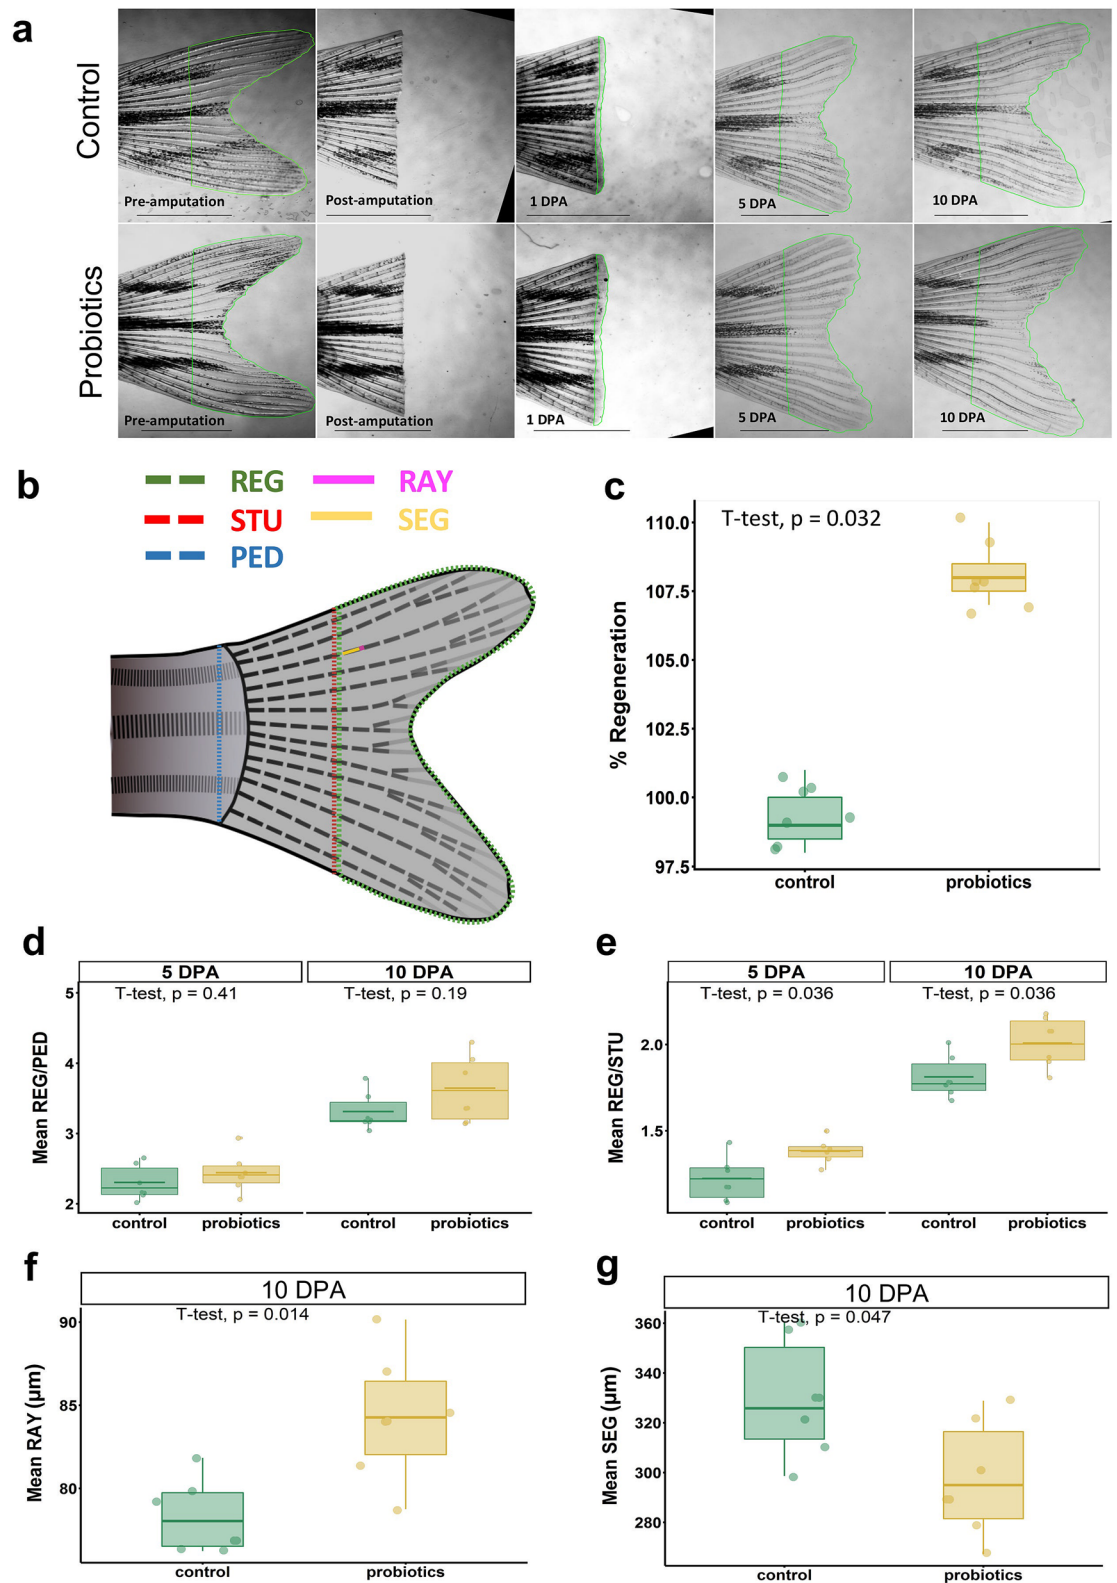 a
Control
Pre-amputation
Post-amputation
1 DPA
5 DPA
10 DPA
Probiotics
Pre-amputation
Post-amputation
1 DPA
5 DPA
10 DPA
b
REG
RAY
STU
SEG
PED
c
T-test, p = 0.032
% Regeneration
110.0
107.5
105.0
102.5
100.0
97.5
control
probiotics
d
5 DPA
10 DPA
T-test, p = 0.41
T-test, p = 0.19
Mean REG/PED
5
4
3
2
control
probiotics
control
probiotics
e
5 DPA
10 DPA
T-test, p = 0.036
T-test, p = 0.036
Mean REG/STU
2.0
1.5
control
probiotics
control
probiotics
f
10 DPA
T-test, p = 0.014
Mean RAY (µm)
90
85
80
control
probiotics
g
10 DPA
T-test, p = 0.047
Mean SEG (µm)
360
340
320
300
280
control
probiotics